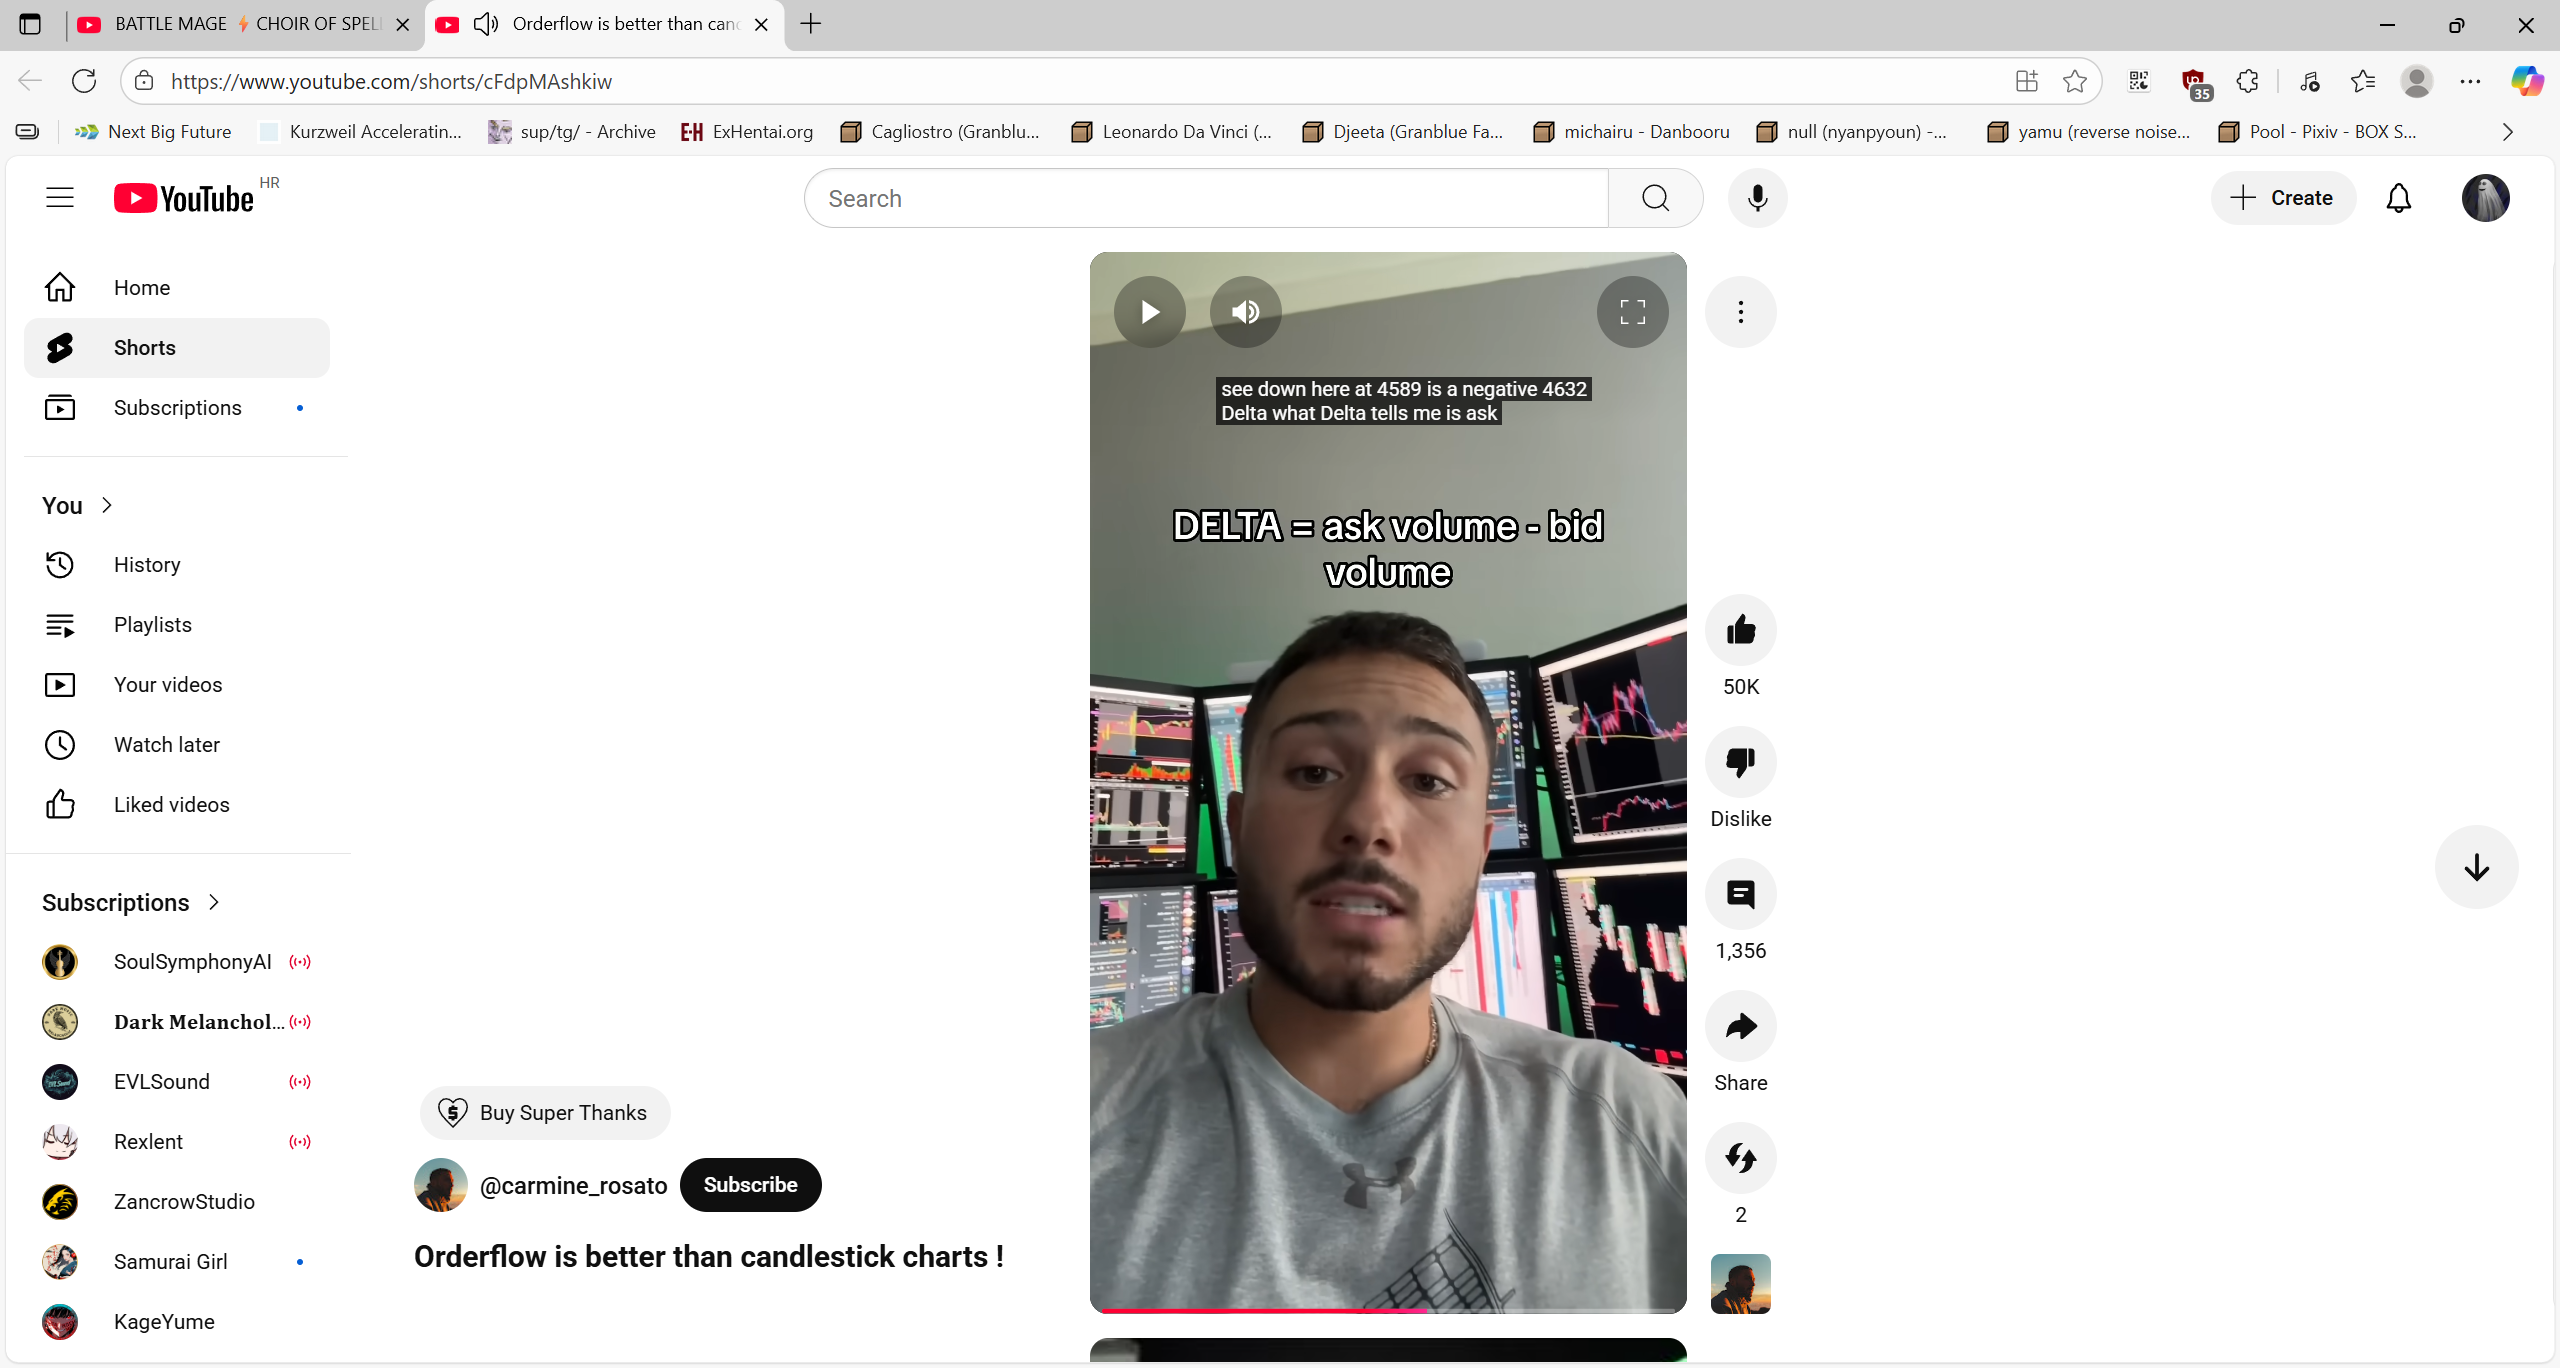 BATTLE MAGE ⚡ CHOIR OF SPEL
Orderflow is better than can
https://www.youtube.com/shorts/cFdpMAshkiw
35
Next Big Future
Kurzweil Acceleratin...
sup/tg/ - Archive
ExHentai.org
Cagliostro (Granblu...
Leonardo Da Vinci (...
Djeeta (Granblue Fa...
michairu - Danbooru
null (nyanpyoun) -...
yamu (reverse noise...
Pool - Pixiv - BOX S...
YouTube HR
Search
Create
Home
Shorts
Subscriptions
You
History
Playlists
Your videos
Watch later
Liked videos
Subscriptions
SoulSymphonyAI
Dark Melanchol...
EVLSound
Rexlent
ZancrowStudio
Samurai Girl
KageYume
see down here at 4589 is a negative 4632
Delta what Delta tells me is ask
DELTA = ask volume - bid
volume
50K
Dislike
1,356
Share
2
Buy Super Thanks
@carmine_rosato
Subscribe
Orderflow is better than candlestick charts !